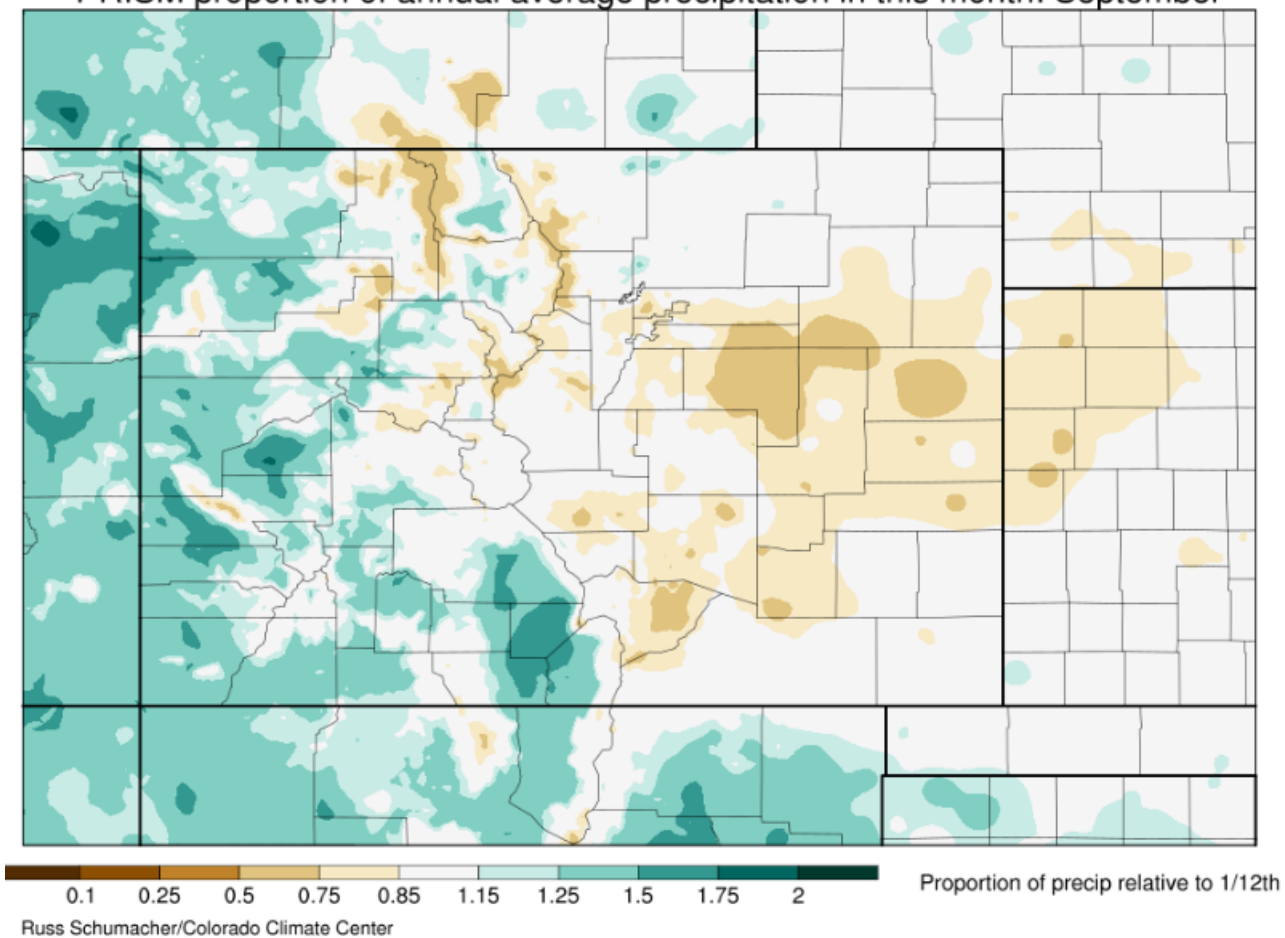 PRISM proportion of annual average precipitation in this month: September
0.1 0.25 0.5 0.75 0.85 1.15 1.25 1.5 1.75 2
Proportion of precip relative to 1/12th
Russ Schumacher/Colorado Climate Center